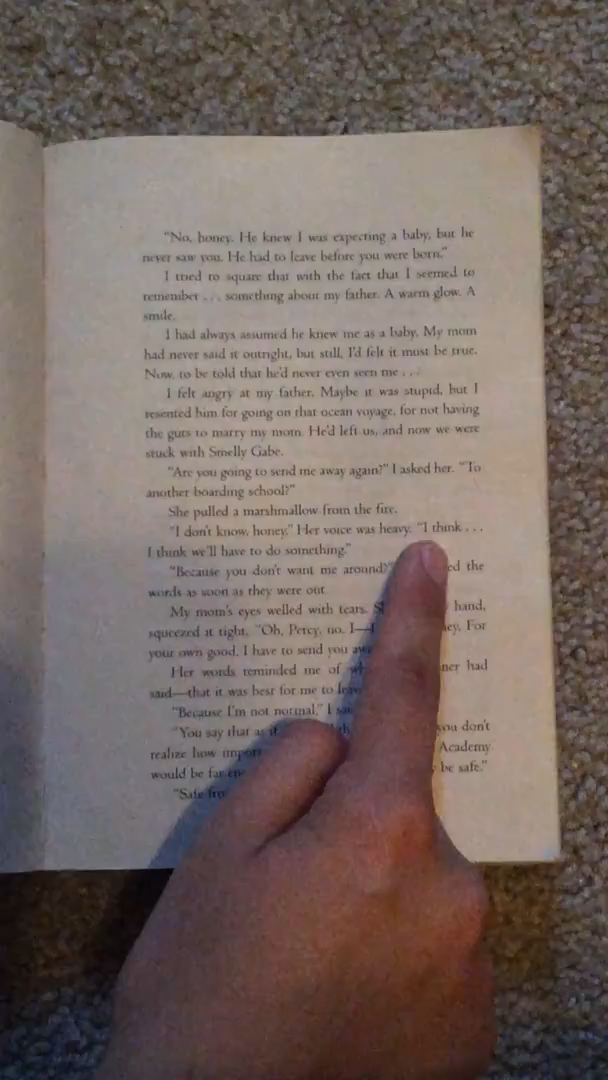 "No, honey. He knew I was expecting a baby, but he
never saw you. He had to leave before you were born."
I tried to square that with the fact that I seemed to
remember . . . something about my father. A warm glow. A
smile.
I had always assumed he knew me as a baby. My mom
had never said it outright, but still, I'd felt it must be true.
Now, to be told that he'd never even seen me . . .
I felt angry at my father. Maybe it was stupid, but I
resented him for going on that ocean voyage, for not having
the guts to marry my mom. He'd left us, and now we were
stuck with Smelly Gabe.
"Are you going to send me away again?" I asked her. "To
another boarding school?"
She pulled a marshmallow from the fire.
"I don't know, honey." Her voice was heavy. "I think . . .
I think we'll have to do something."
"Because you don't want me around?" the
words as soon as they were out.
My mom's eyes welled with tears. hand,
squeezed it tight. "Oh, Percy, no. I— For
your own good. I have to send you
Her words reminded me of had
said—that it was best for me to
"Because I'm not normal," I
"You say that as you don't
realize how Academy
would be far be safe."
"Safe